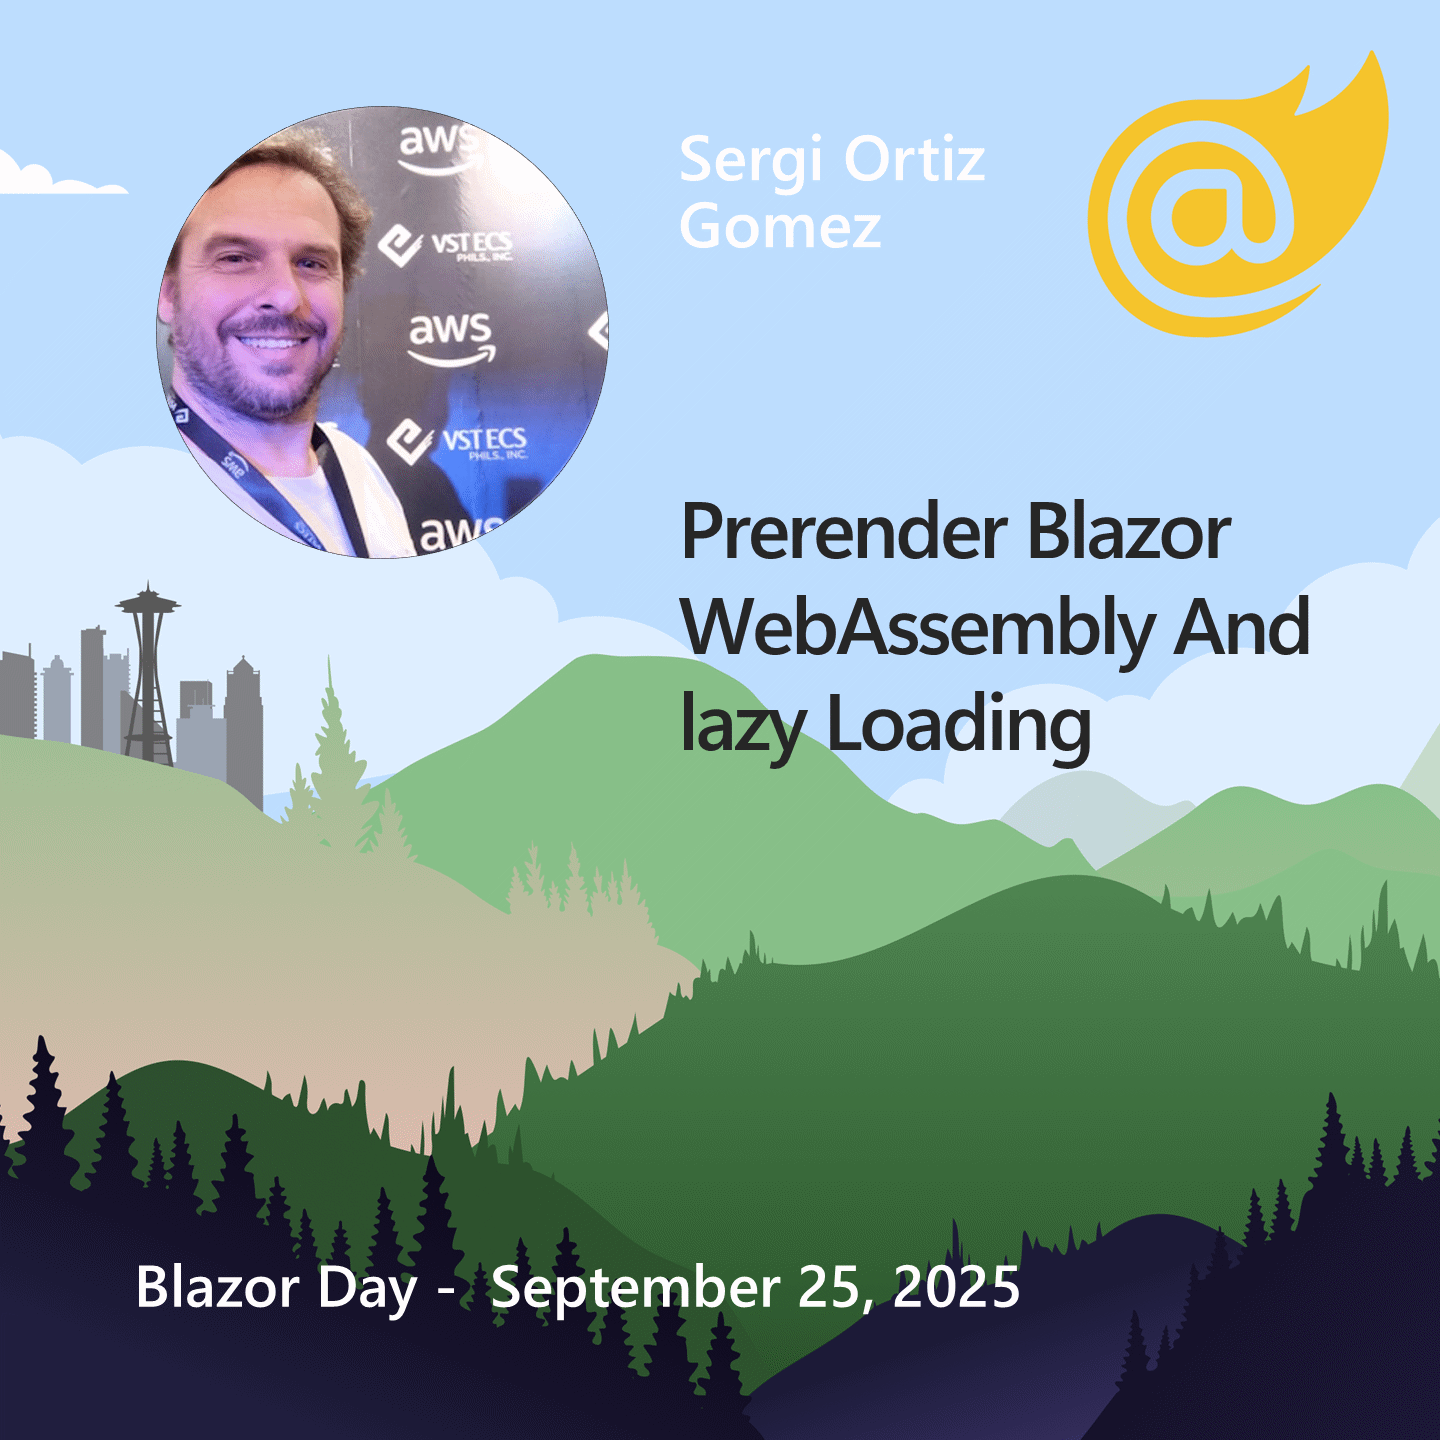 Sergi Ortiz
Gomez
aws
VSTECS
PHILS., INC.
aws
VSTECS
PHILS., INC.
aws
aws
Prerender Blazor
WebAssembly And
lazy Loading
Blazor Day - September 25, 2025